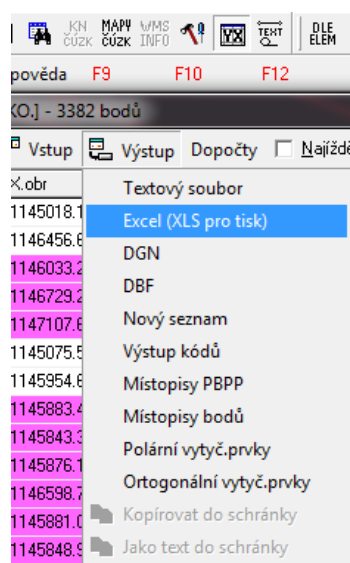 KN ČÚZK MAPY ČÚZK WMS INFO YX TEXT DLE ELEM
pověda F9 F10 F12
KO.] - 3382 bodů
Vstup Výstup Dopočty Najíždě
X.obr
1145018.1
1146456.6
1146033.2
1146729.2
1147107.6
1145075.5
1145954.6
1145883.4
1145843.3
1145876.1
1146598.7
1145881.0
1145848.9
Textový soubor
Excel (XLS pro tisk)
DGN
DBF
Nový seznam
Výstup kódů
Místopisy PBPP
Místopisy bodů
Polární vytyč.prvky
Ortogonální vytyč.prvky
Kopírovat do schránky
Jako text do schránky